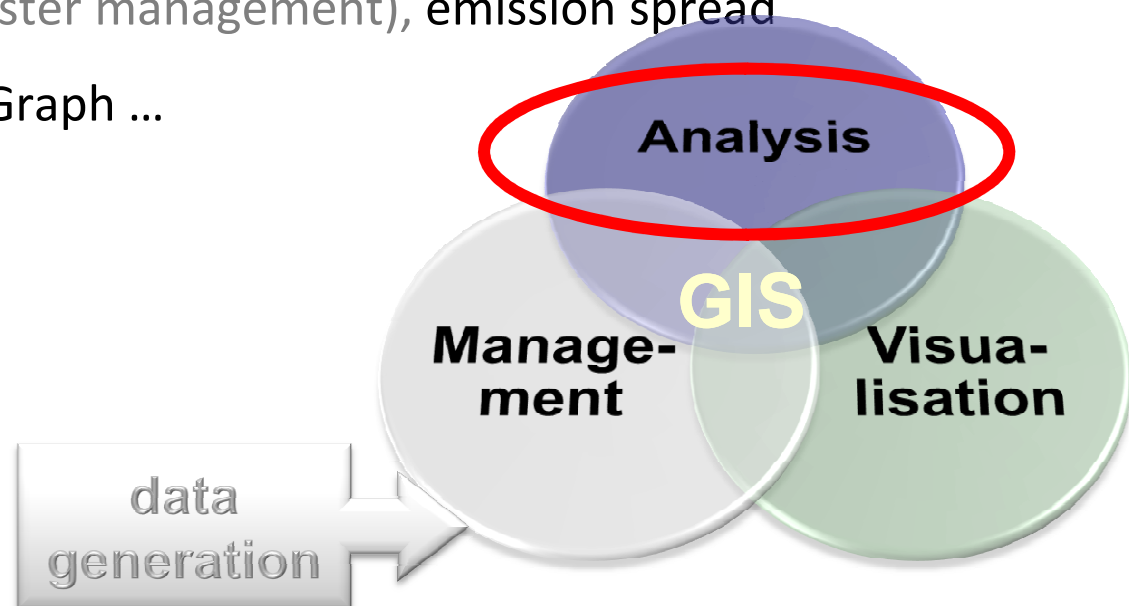 ster management), emission spread
Graph ...
Analysis
GIS
Manage-
ment
Visua-
lisation
data
generation